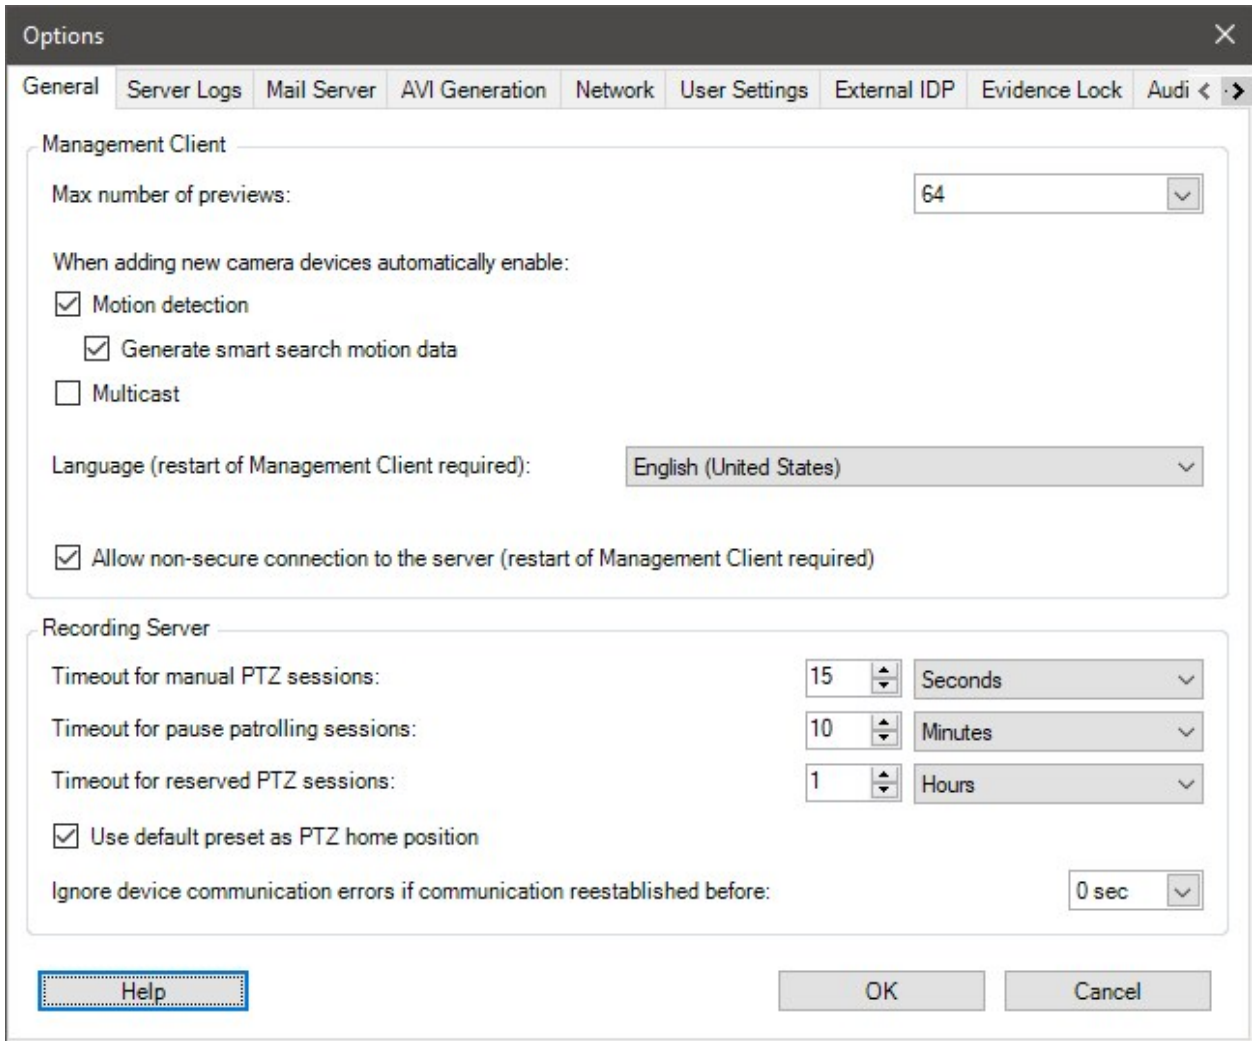 Options
General Server Logs Mail Server AVI Generation Network User Settings External IDP Evidence Lock Audi
Management Client
Max number of previews: 64
When adding new camera devices automatically enable:
Motion detection
Generate smart search motion data
Multicast
Language (restart of Management Client required): English (United States)
Allow non-secure connection to the server (restart of Management Client required)
Recording Server
Timeout for manual PTZ sessions: 15 Seconds
Timeout for pause patrolling sessions: 10 Minutes
Timeout for reserved PTZ sessions: 1 Hours
Use default preset as PTZ home position
Ignore device communication errors if communication reestablished before: 0 sec
Help OK Cancel